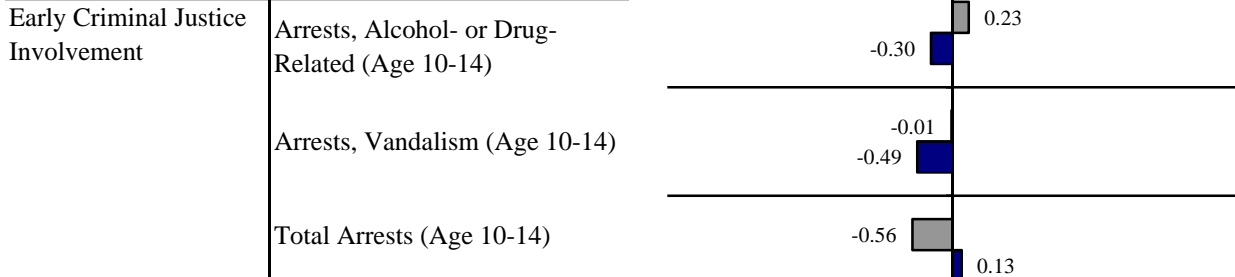 Early Criminal Justice
Involvement
Arrests, Alcohol- or Drug-
Related (Age 10-14)
0.23
-0.30
Arrests, Vandalism (Age 10-14)
-0.01
-0.49
Total Arrests (Age 10-14)
-0.56
0.13